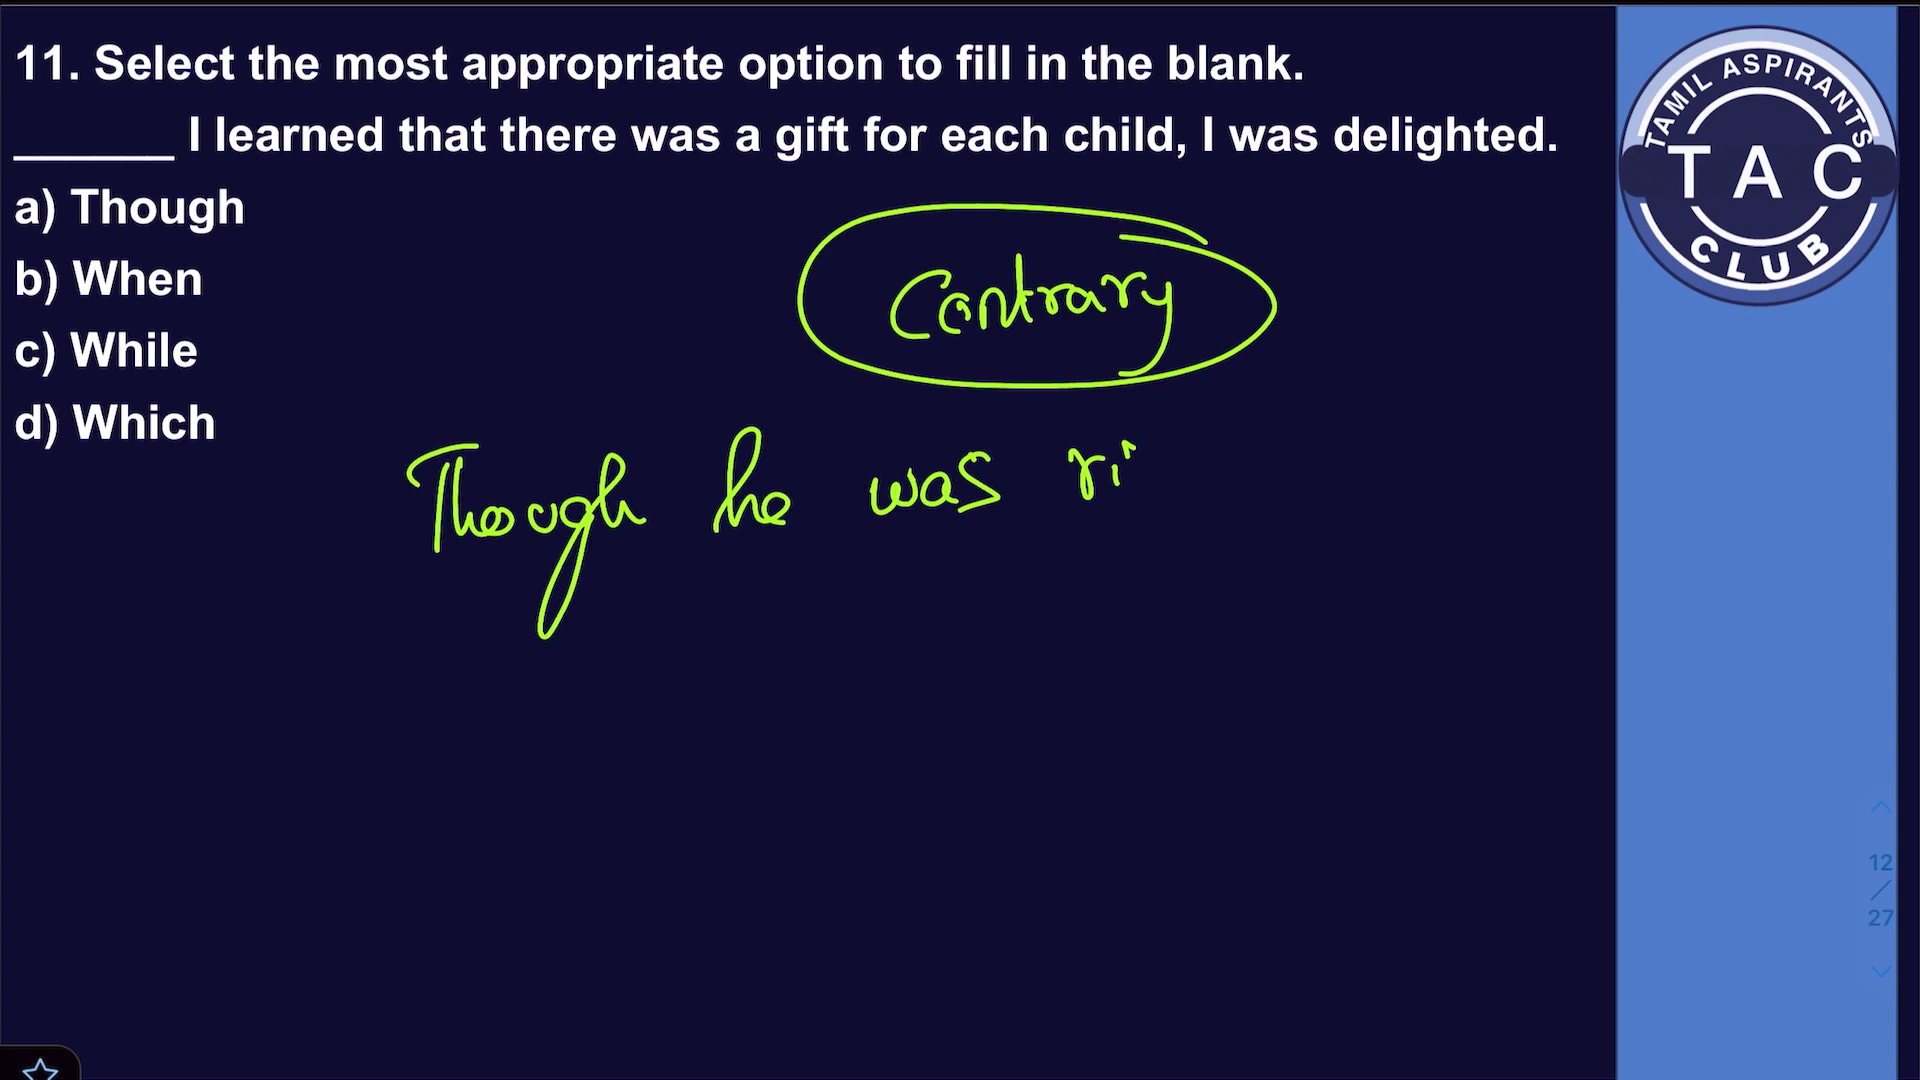 11. Select the most appropriate option to fill in the blank.
______ I learned that there was a gift for each child, I was delighted.
a) Though
b) When
c) While
d) Which
Contrary
Though he was
TAMIL ASPIRANTS
TAC
CLUB
12
/
27